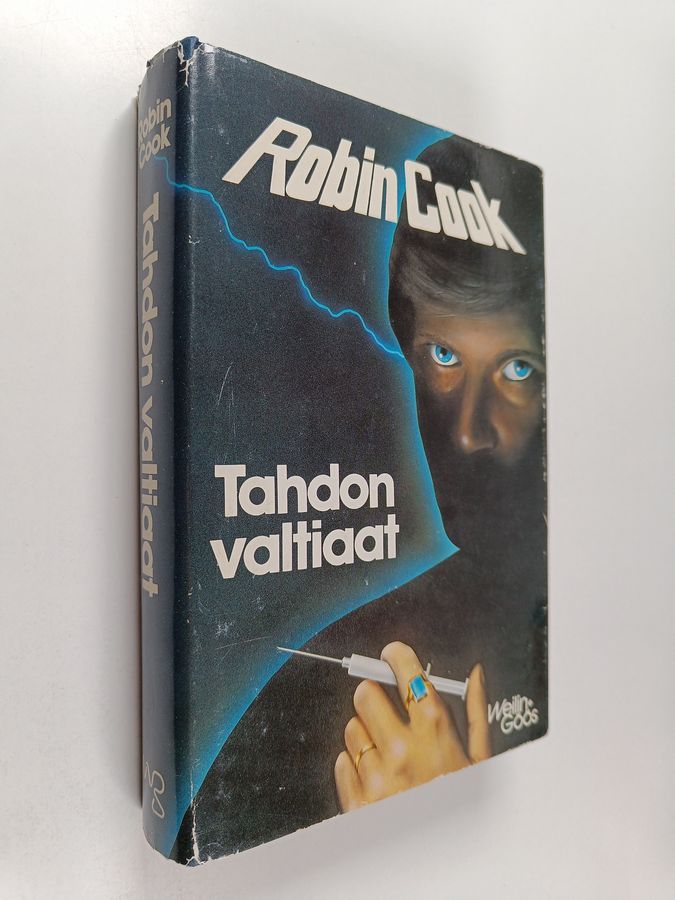 Robin
Cook
Tahdon valtiaat
Robin Cook
Tahdon
valtiaat
Weilin+
Göös